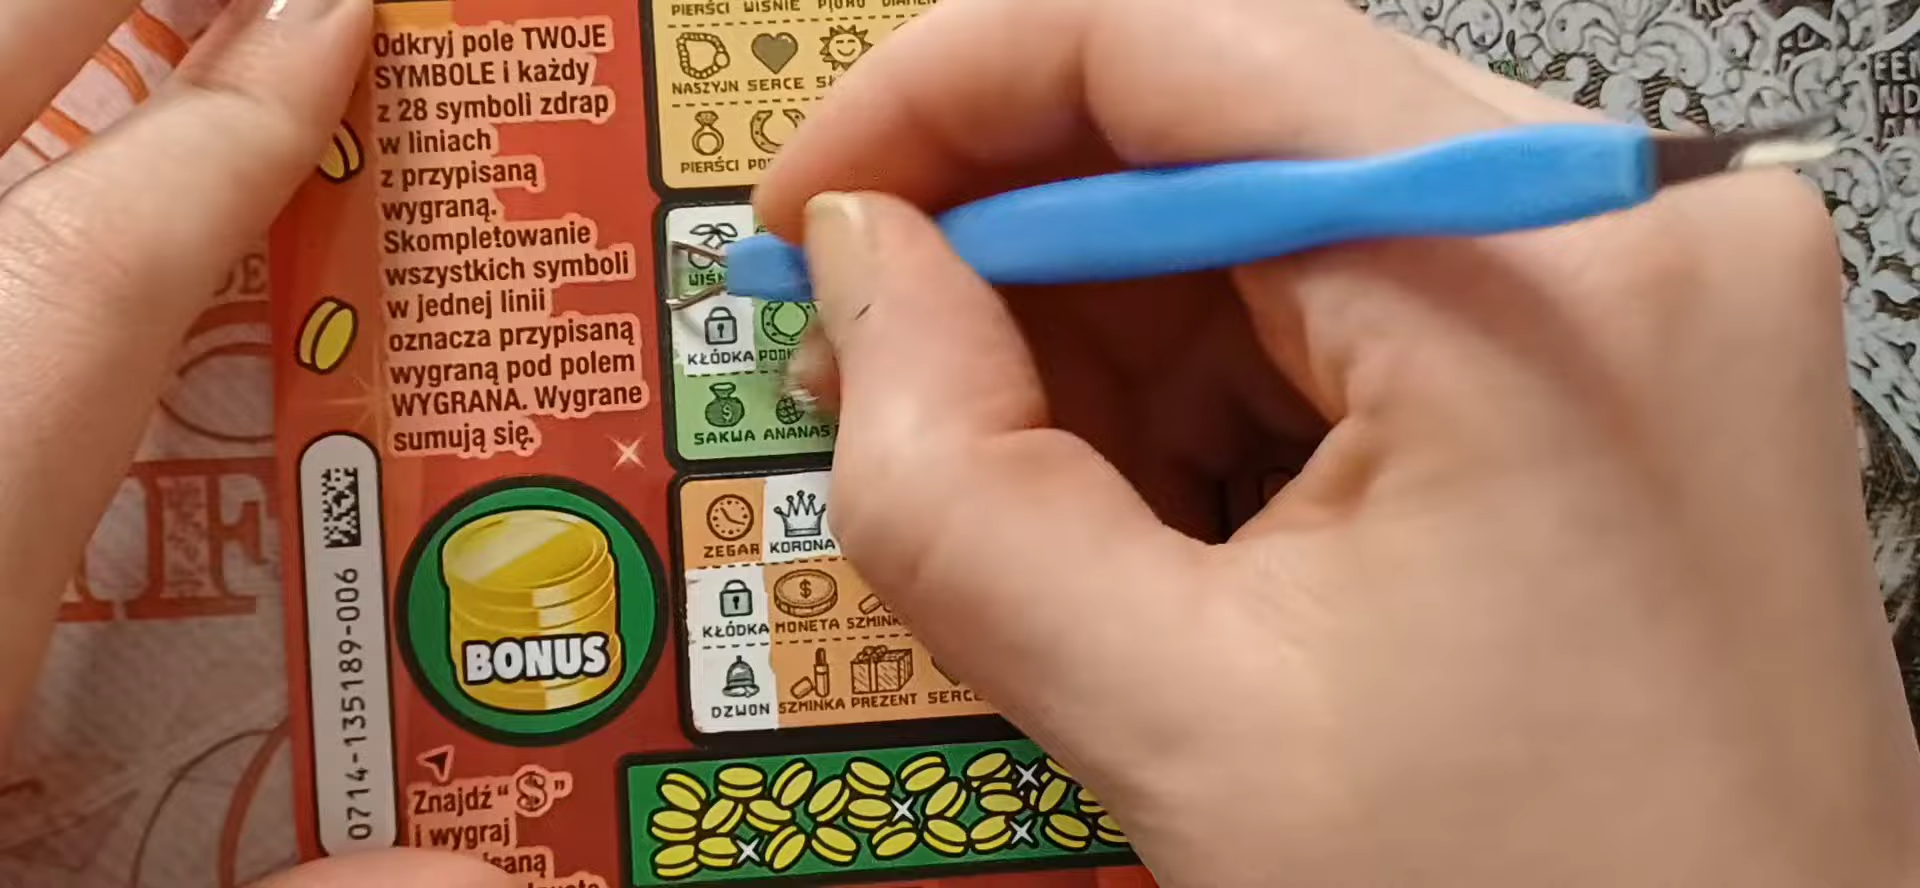 Odkryj pole TWOJE
SYMBOLE i każdy
z 28 symboli zdrap
w liniach
z przypisaną
wygraną.
Skompletowanie
wszystkich symboli
w jednej linii
oznacza przypisaną
wygraną pod polem
WYGRANA. Wygrane
sumują się.
0714-135189-006
BONUS
Znajdź "$"
i wygraj
PIERŚCI WIŚNIE PIÓRO
NASZYJN SERCE
PIERŚCI
KŁÓDKA
SAKWA ANANAS
ZEGAR KORONA
KŁÓDKA MONETA SZMINK
DZWON SZMINKA PREZENT SERCE